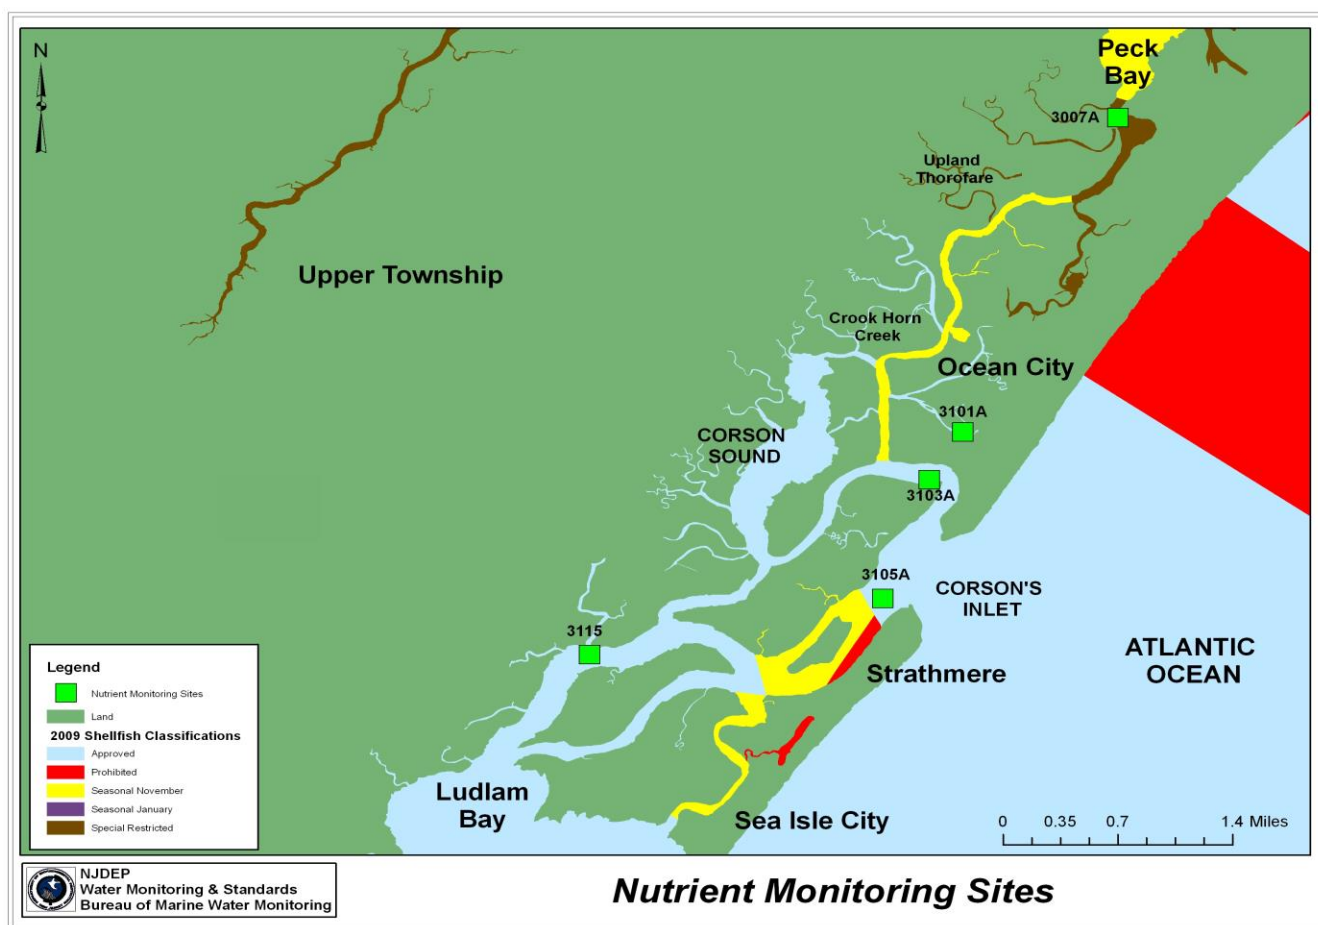 N
Peck
Bay
3007A
Upland
Thorofare
Upper Township
Crook Horn
Creek
Ocean City
3101A
CORSON
SOUND
3103A
3105A
CORSON'S
INLET
3115
ATLANTIC
OCEAN
Strathmere
Legend
Nutrient Monitoring Sites
Land
2009 Shellfish Classifications
Approved
Prohibited
Seasonal November
Seasonal January
Special Restricted
Ludlam
Bay
Sea Isle City
0 0.35 0.7 1.4 Miles
NJDEP
Water Monitoring & Standards
Bureau of Marine Water Monitoring
Nutrient Monitoring Sites